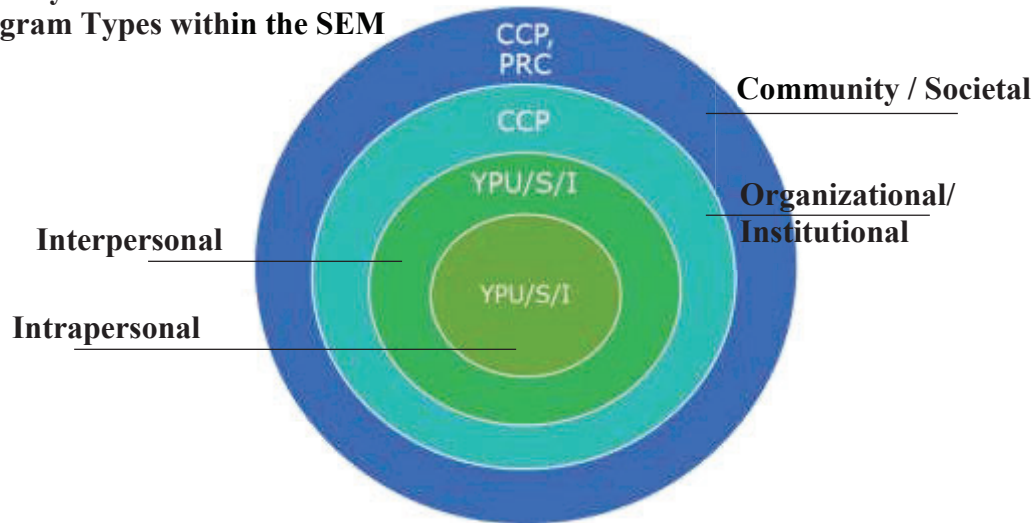 gram Types within the SEM
CCP,
PRC
Community / Societal
CCP
YPU/S/I
Organizational/
Institutional
Interpersonal
YPU/S/I
Intrapersonal